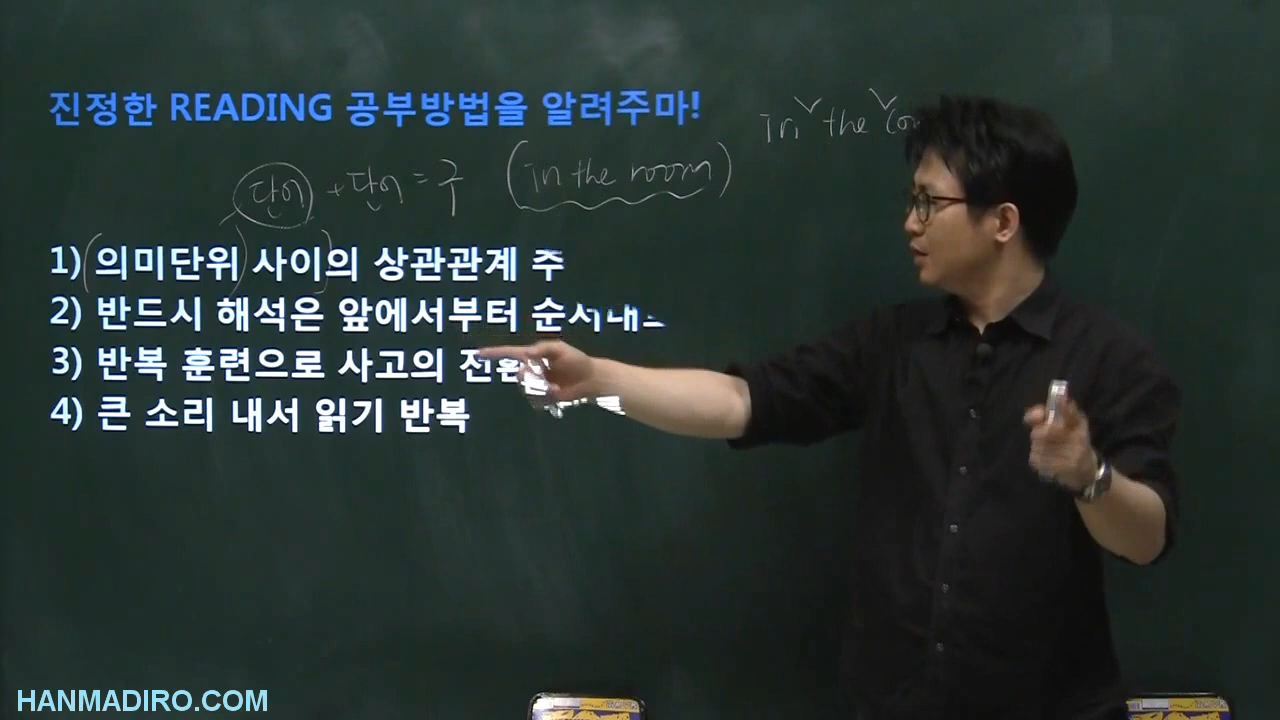 진정한 READING 공부방법을 알려주마!
in the
단어 + 단어 = 구 (in the room)
1) 의미단위 사이의 상관관계 주
2) 반드시 해석은 앞에서부터
3) 반복 훈련으로 사고의
4) 큰 소리 내서 읽기 반복
HANMADIRO.COM